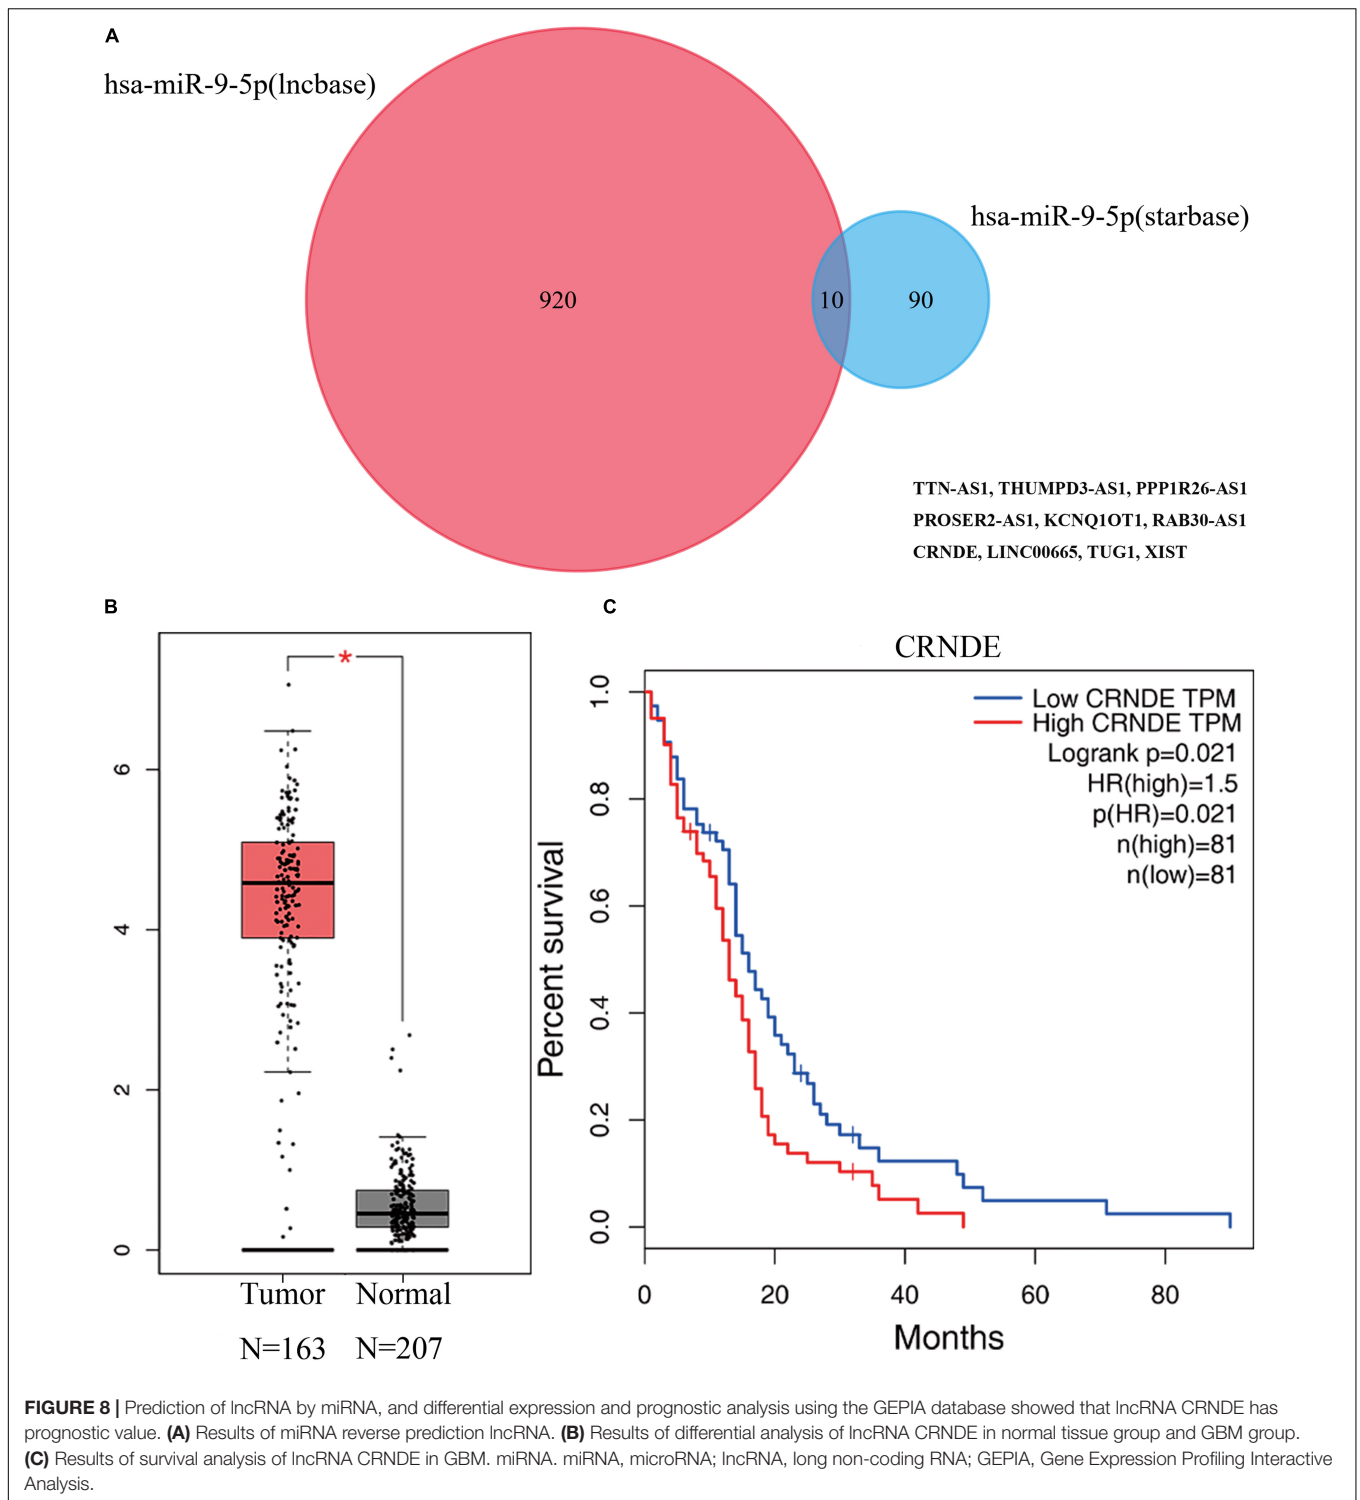 A
hsa-miR-9-5p(lncbase)
hsa-miR-9-5p(starbase)
920
10
90
TTN-AS1, THUMPD3-AS1, PPP1R26-AS1
PROSER2-AS1, KCNQ1OT1, RAB30-AS1
CRNDE, LINC00665, TUG1, XIST
B
*
6
4
2
0
Tumor Normal
N=163 N=207
C
CRNDE
Percent survival
1.0
0.8
0.6
0.4
0.2
0.0
Low CRNDE TPM
High CRNDE TPM
Logrank p=0.021
HR(high)=1.5
p(HR)=0.021
n(high)=81
n(low)=81
0 20 40 60 80
Months
FIGURE 8 | Prediction of lncRNA by miRNA, and differential expression and prognostic analysis using the GEPIA database showed that lncRNA CRNDE has
prognostic value. (A) Results of miRNA reverse prediction lncRNA. (B) Results of differential analysis of lncRNA CRNDE in normal tissue group and GBM group.
(C) Results of survival analysis of lncRNA CRNDE in GBM. miRNA. miRNA, microRNA; lncRNA, long non-coding RNA; GEPIA, Gene Expression Profiling Interactive
Analysis.